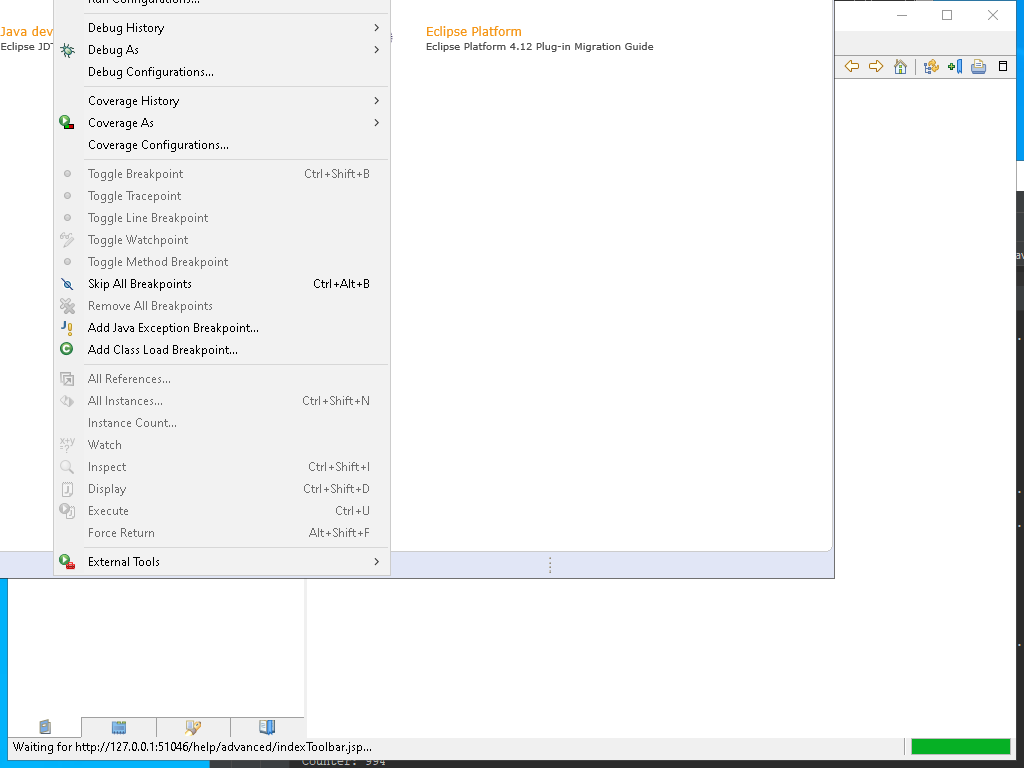 Run Configurations...
Java dev
Eclipse JDT
Eclipse Platform
Eclipse Platform 4.12 Plug-in Migration Guide
Debug History
Debug As
Debug Configurations...
Coverage History
Coverage As
Coverage Configurations...
Toggle Breakpoint Ctrl+Shift+B
Toggle Tracepoint
Toggle Line Breakpoint
Toggle Watchpoint
Toggle Method Breakpoint
Skip All Breakpoints Ctrl+Alt+B
Remove All Breakpoints
Add Java Exception Breakpoint...
Add Class Load Breakpoint...
All References...
All Instances... Ctrl+Shift+N
Instance Count...
Watch
Inspect Ctrl+Shift+I
Display Ctrl+Shift+D
Execute Ctrl+U
Force Return Alt+Shift+F
External Tools
Waiting for http://127.0.0.1:51046/help/advanced/indexToolbar.jsp...
Counter: 994